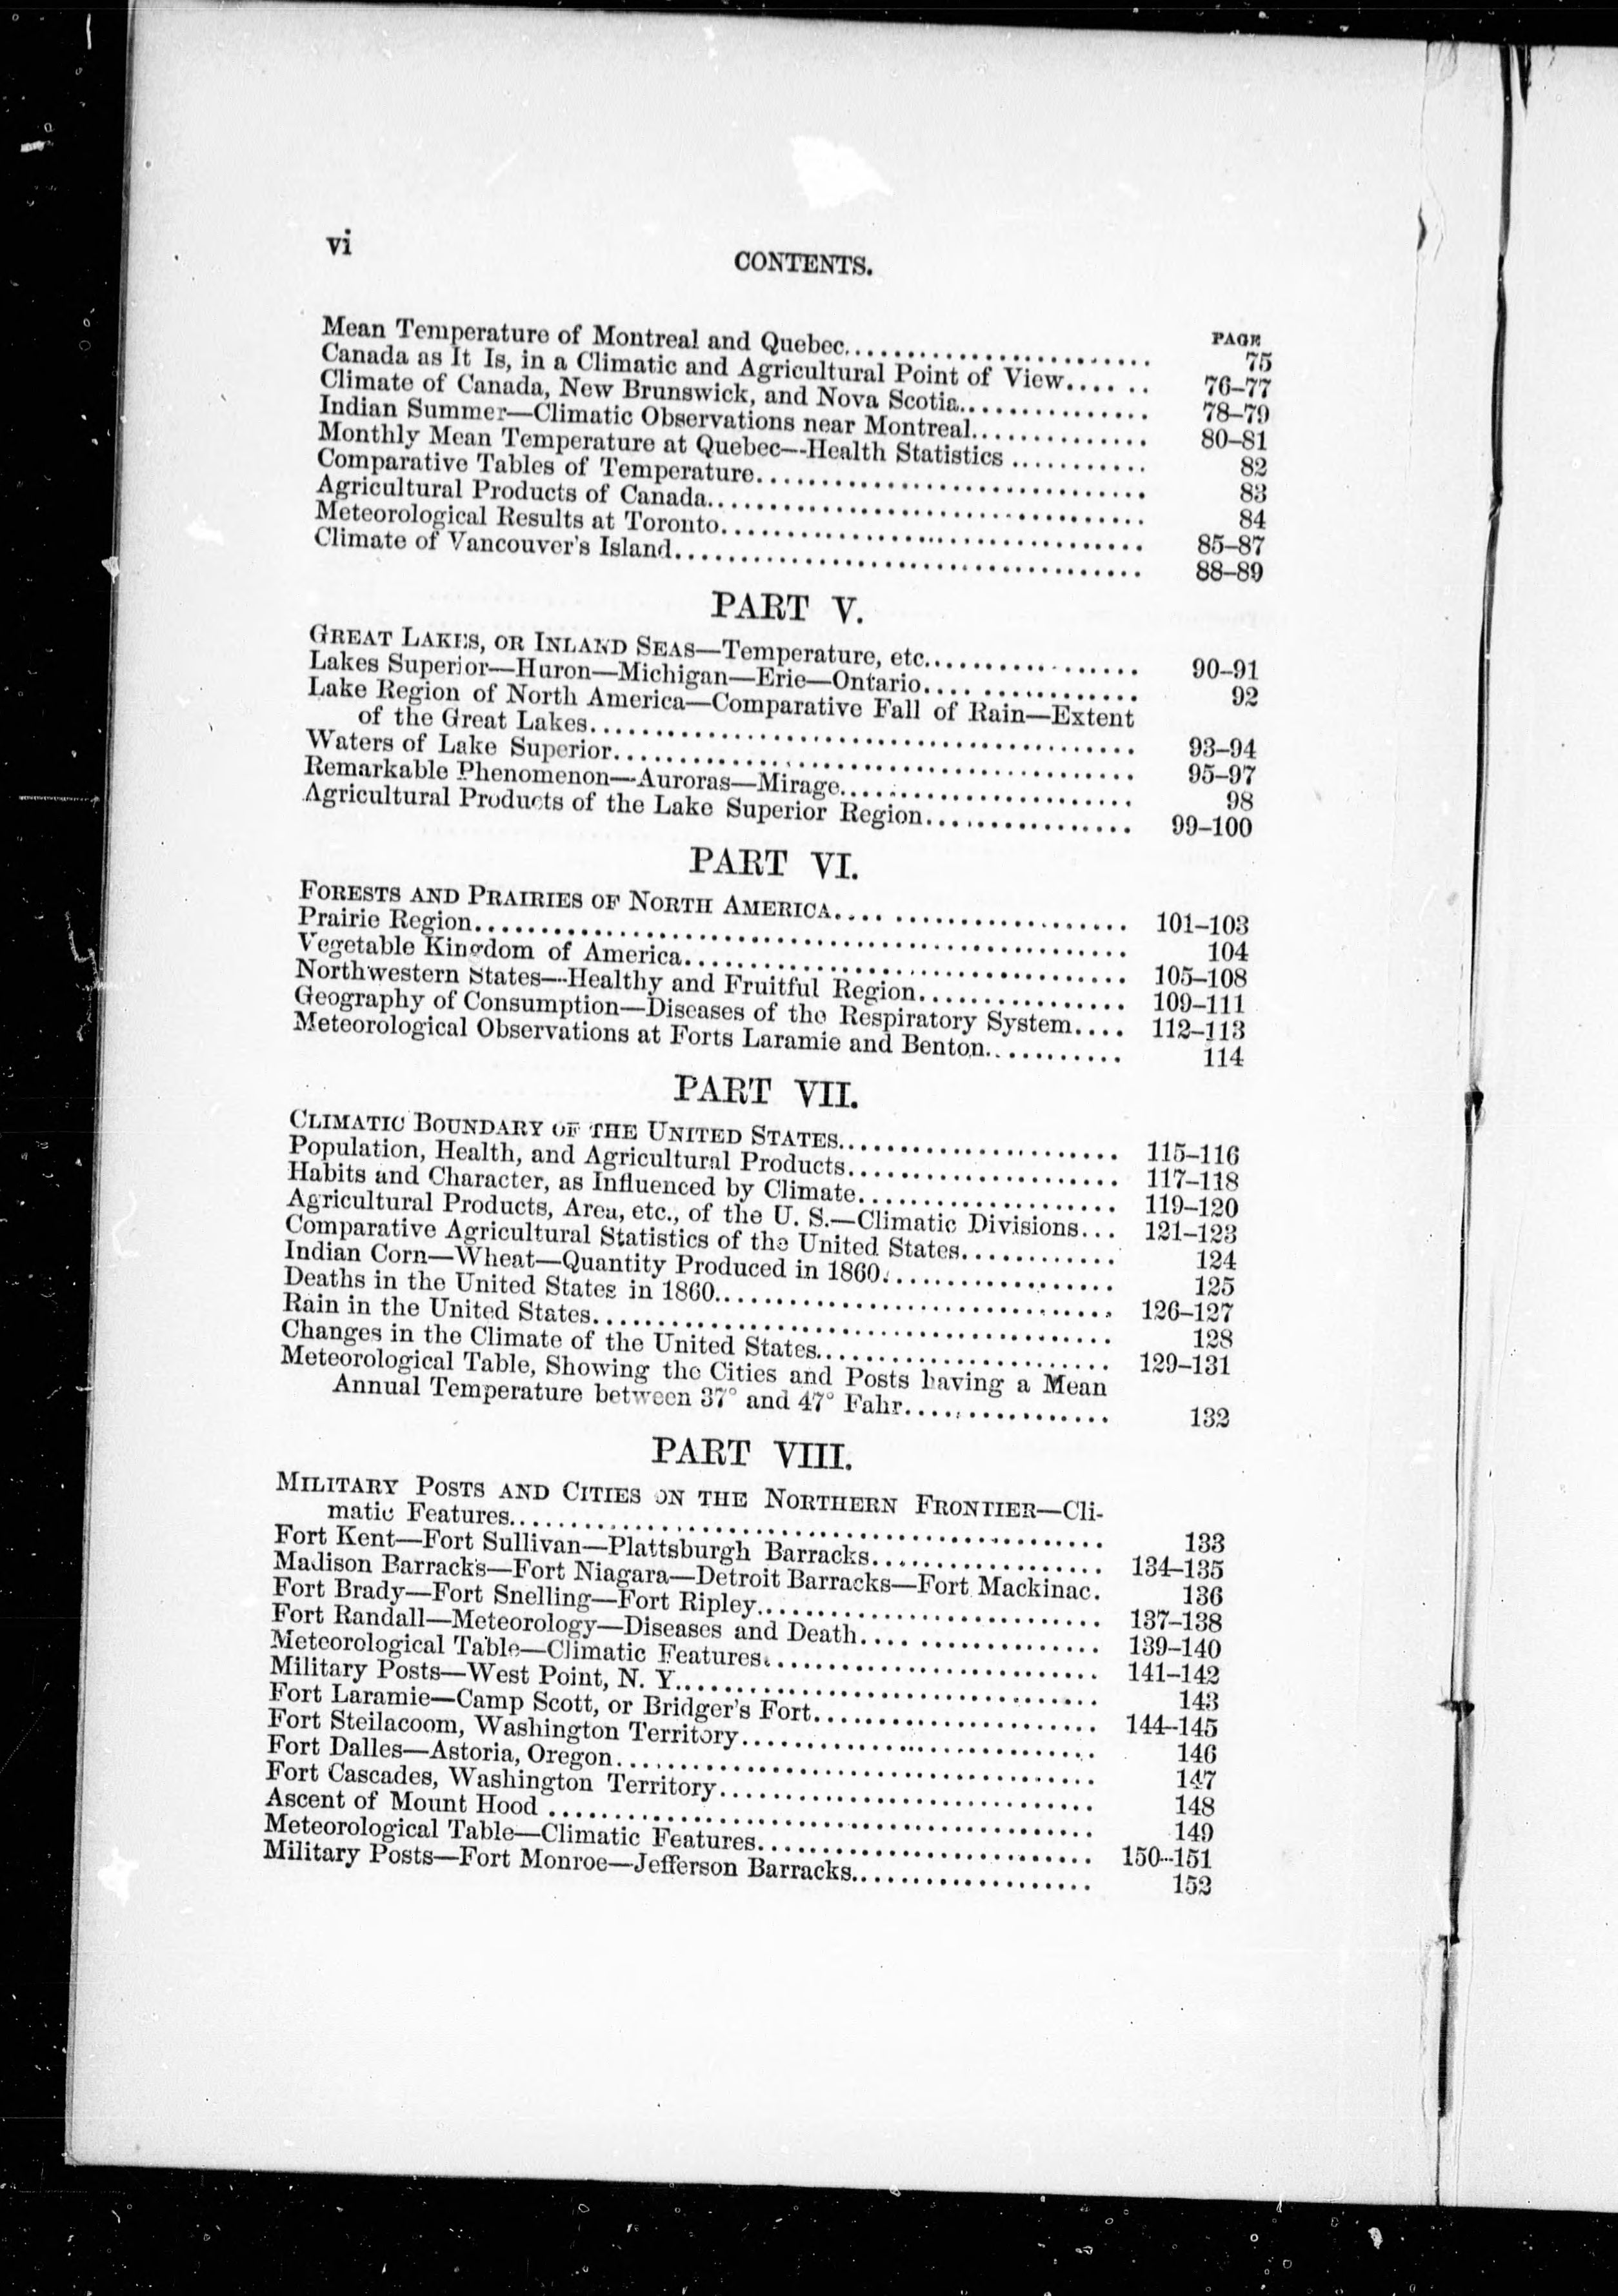 vi
CONTENTS.
PAGE
Mean Temperature of Montreal and Quebec........................ 75
Canada as It Is, in a Climatic and Agricultural Point of View...... 76–77
Climate of Canada, New Brunswick, and Nova Scotia............... 78–79
Indian Summer—Climatic Observations near Montreal.............. 80–81
Monthly Mean Temperature at Quebec—Health Statistics ........... 82
Comparative Tables of Temperature.............................. 83
Agricultural Products of Canada................................. 84
Meteorological Results at Toronto................................ 85–87
Climate of Vancouver's Island.................................... 88–89
PART V.
GREAT LAKES, OR INLAND SEAS—Temperature, etc................. 90–91
Lakes Superior—Huron—Michigan—Erie—Ontario................. 92
Lake Region of North America—Comparative Fall of Rain—Extent
of the Great Lakes.......................................... 93–94
Waters of Lake Superior........................................ 95–97
Remarkable Phenomenon—Auroras—Mirage...................... 98
Agricultural Products of the Lake Superior Region................ 99–100
PART VI.
FORESTS AND PRAIRIES OF NORTH AMERICA...................... 101–103
Prairie Region.................................................. 104
Vegetable Kingdom of America.................................. 105–108
Northwestern States—Healthy and Fruitful Region................ 109–111
Geography of Consumption—Diseases of the Respiratory System.... 112–113
Meteorological Observations at Forts Laramie and Benton........... 114
PART VII.
CLIMATIC BOUNDARY OF THE UNITED STATES...................... 115–116
Population, Health, and Agricultural Products..................... 117–118
Habits and Character, as Influenced by Climate.................... 119–120
Agricultural Products, Area, etc., of the U. S.—Climatic Divisions... 121–123
Comparative Agricultural Statistics of the United States............ 124
Indian Corn—Wheat—Quantity Produced in 1860.................. 125
Deaths in the United States in 1860.............................. 126–127
Rain in the United States........................................ 128
Changes in the Climate of the United States....................... 129–131
Meteorological Table, Showing the Cities and Posts having a Mean
Annual Temperature between 37° and 47° Fahr................ 132
PART VIII.
MILITARY POSTS AND CITIES ON THE NORTHERN FRONTIER—Cli-
matic Features.............................................. 133
Fort Kent—Fort Sullivan—Plattsburgh Barracks.................. 134–135
Madison Barracks—Fort Niagara—Detroit Barracks—Fort Mackinac. 136
Fort Brady—Fort Snelling—Fort Ripley.......................... 137–138
Fort Randall—Meteorology—Diseases and Death.................. 139–140
Meteorological Table—Climatic Features......................... 141–142
Military Posts—West Point, N. Y................................ 143
Fort Laramie—Camp Scott, or Bridger's Fort...................... 144–145
Fort Steilacoom, Washington Territory........................... 146
Fort Dalles—Astoria, Oregon.................................... 147
Fort Cascades, Washington Territory............................. 148
Ascent of Mount Hood ......................................... 149
Meteorological Table—Climatic Features......................... 150–151
Military Posts—Fort Monroe—Jefferson Barracks.................. 152